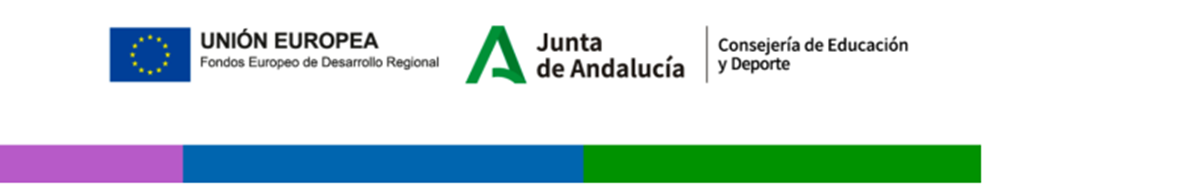 UNIÓN EUROPEA
Fondos Europeo de Desarrollo Regional
Junta
de Andalucía
Consejería de Educación
y Deporte